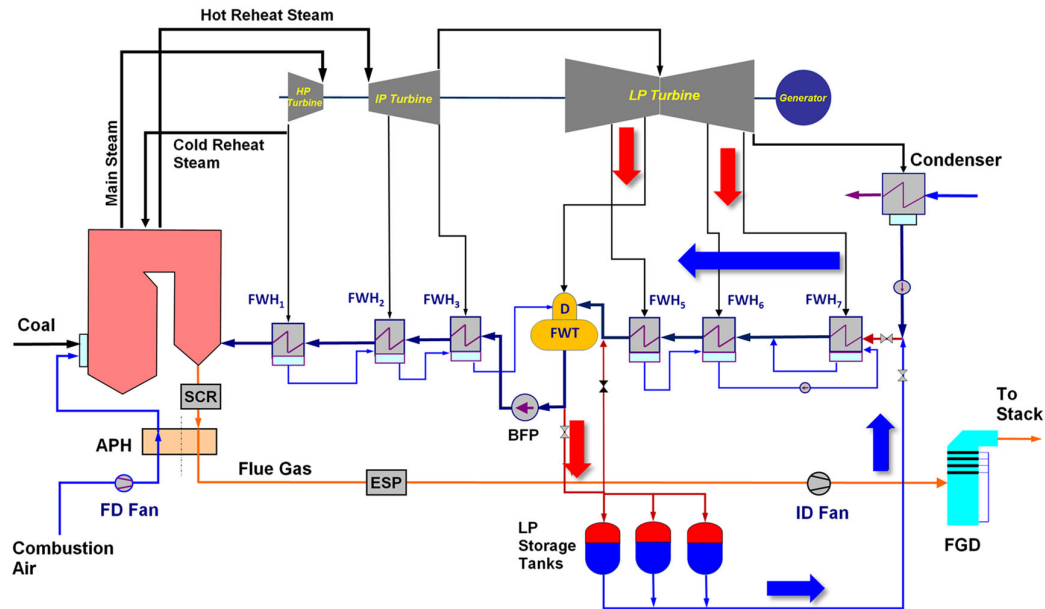 Hot Reheat Steam
Main Steam
HP
Turbine
IP Turbine
LP Turbine
Generator
Cold Reheat
Steam
Condenser
FWH1
FWH2
FWH3
D
FWT
FWH5
FWH6
FWH7
Coal
SCR
BFP
To
Stack
APH
Flue Gas
ESP
FD Fan
ID Fan
LP
Storage
Tanks
Combustion
Air
FGD